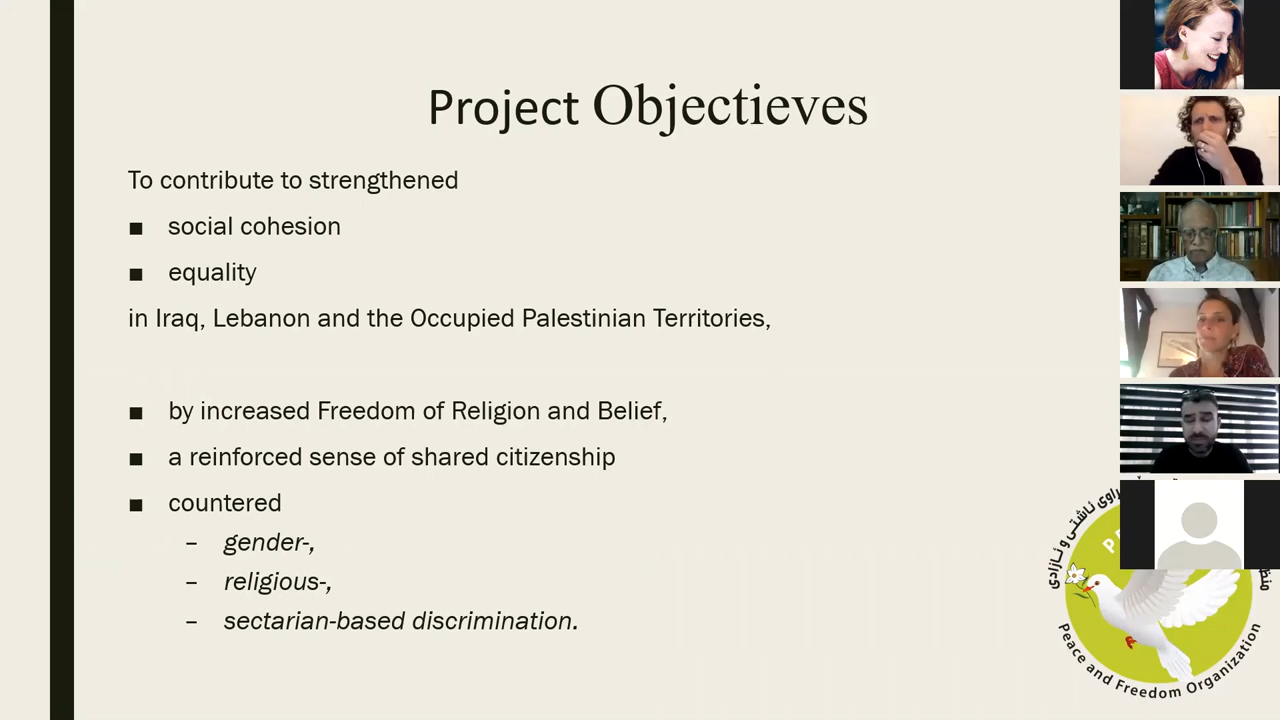 Project Objectieves
To contribute to strengthened
■ social cohesion
■ equality
in Iraq, Lebanon and the Occupied Palestinian Territories,
■ by increased Freedom of Religion and Belief,
■ a reinforced sense of shared citizenship
■ countered
– gender-,
– religious-,
– sectarian-based discrimination.
Peace and Freedom Organization